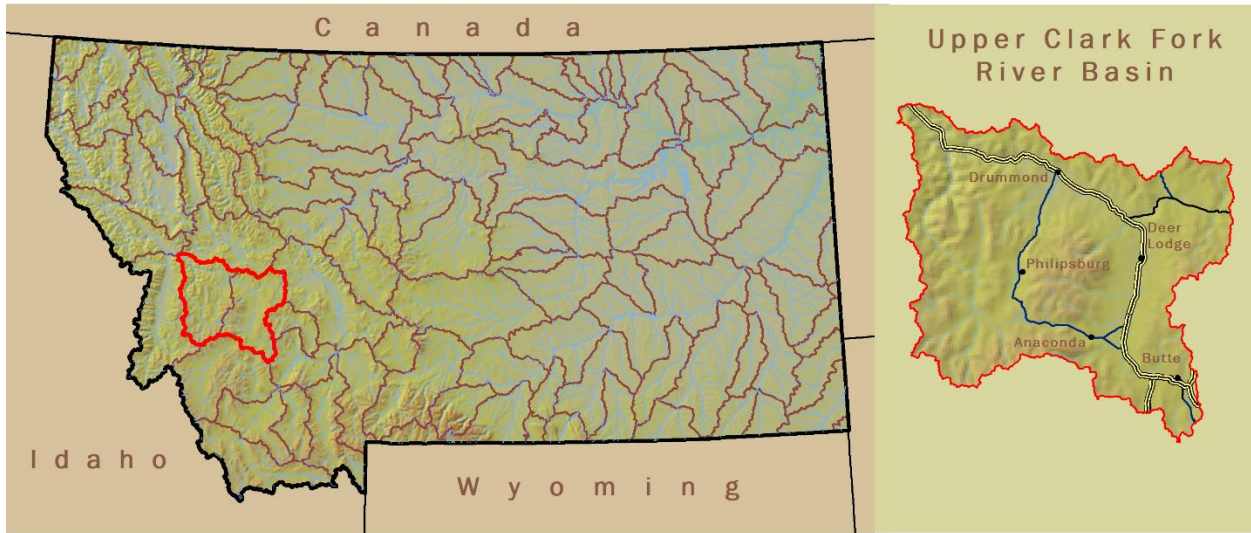 Canada
Idaho
Wyoming
Upper Clark Fork
River Basin
Drummond
Deer
Lodge
Philipsburg
Anaconda
Butte